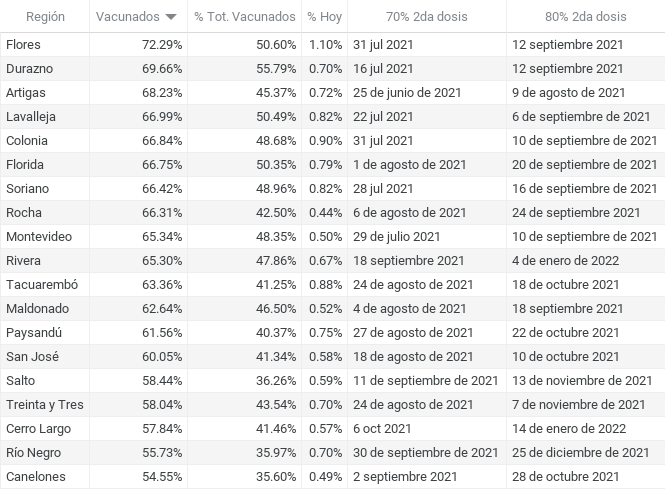 Región Vacunados % Tot. Vacunados % Hoy 70% 2da dosis 80% 2da dosis
Flores 72.29% 50.60% 1.10% 31 jul 2021 12 septiembre 2021
Durazno 69.66% 55.79% 0.70% 16 jul 2021 12 septiembre 2021
Artigas 68.23% 45.37% 0.72% 25 de junio de 2021 9 de agosto de 2021
Lavalleja 66.99% 50.49% 0.82% 22 jul 2021 6 de septiembre de 2021
Colonia 66.84% 48.68% 0.90% 31 jul 2021 10 de septiembre de 2021
Florida 66.75% 50.35% 0.79% 1 de agosto de 2021 20 de septiembre de 2021
Soriano 66.42% 48.96% 0.82% 28 jul 2021 16 de septiembre de 2021
Rocha 66.31% 42.50% 0.44% 6 de agosto de 2021 24 de septiembre 2021
Montevideo 65.34% 48.35% 0.50% 29 de julio 2021 10 de septiembre de 2021
Rivera 65.30% 47.86% 0.67% 18 septiembre 2021 4 de enero de 2022
Tacuarembó 63.36% 41.25% 0.88% 24 de agosto de 2021 18 de octubre 2021
Maldonado 62.64% 46.50% 0.52% 4 de agosto de 2021 18 septiembre 2021
Paysandú 61.56% 40.37% 0.75% 27 de agosto de 2021 22 de octubre 2021
San José 60.05% 41.34% 0.58% 18 de agosto de 2021 10 de octubre 2021
Salto 58.44% 36.26% 0.59% 11 de septiembre de 2021 13 de noviembre de 2021
Treinta y Tres 58.04% 43.54% 0.70% 24 de agosto de 2021 7 de noviembre de 2021
Cerro Largo 57.84% 41.46% 0.57% 6 oct 2021 14 de enero de 2022
Río Negro 55.73% 35.97% 0.70% 30 de septiembre de 2021 25 de diciembre de 2021
Canelones 54.55% 35.60% 0.49% 2 septiembre 2021 28 de octubre 2021